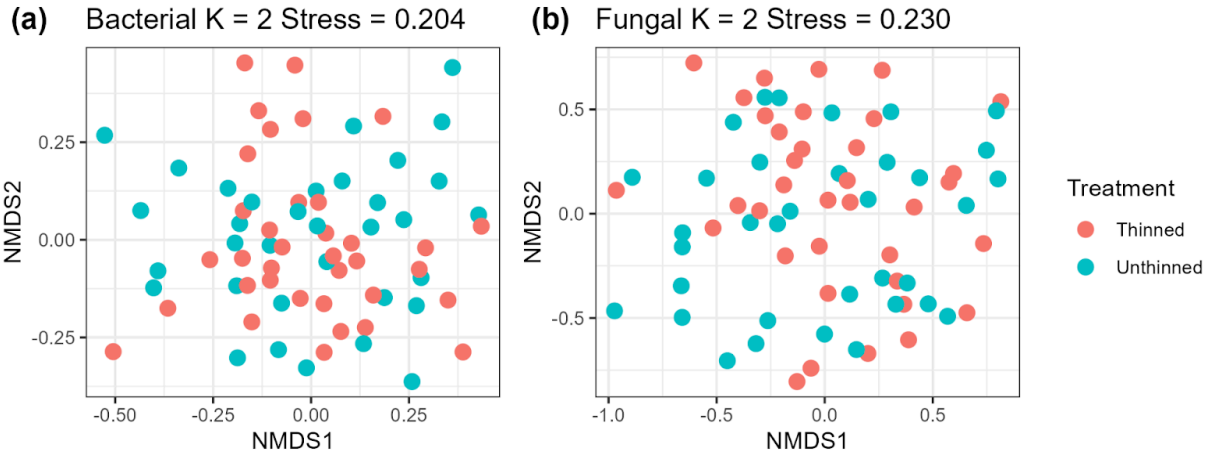 (a) Bacterial K = 2 Stress = 0.204
NMDS2
0.25
0.00
-0.25
-0.50
-0.25
0.00
0.25
NMDS1
(b) Fungal K = 2 Stress = 0.230
NMDS2
0.5
0.0
-0.5
-1.0
-0.5
0.0
0.5
NMDS1
Treatment
Thinned
Unthinned